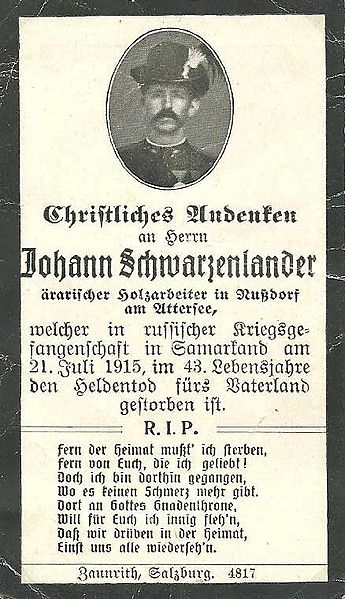 Christliches Andenken
an Herrn
Johann Schwarzenlander
ärarischer Holzarbeiter in Nußdorf
am Attersee,
welcher in russischer Kriegsge-
fangenschaft in Samarkand am
21. Juli 1915, im 43. Lebensjahre
den Heldentod fürs Vaterland
gestorben ist.
R. I. P.
Fern der Heimat mußt' ich sterben,
Fern von Euch, die ich geliebt!
Doch ich bin dorthin gegangen,
Wo es keinen Schmerz mehr gibt.
Dort an Gottes Gnadenthrone,
Will für Euch ich innig fleh'n,
Daß wir drüben in der Heimat,
Einst uns alle wiederseh'n.
Zaunrith, Salzburg. 4817